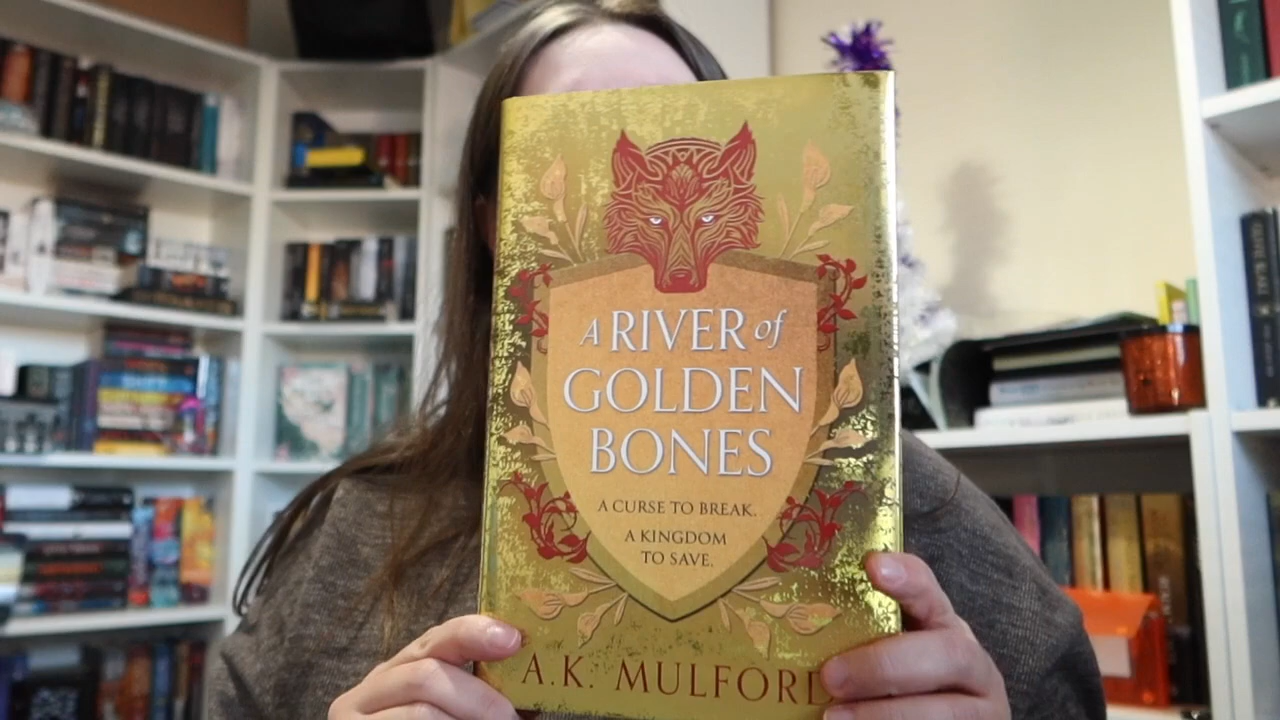 A RIVER of
GOLDEN
BONES
A CURSE TO BREAK.
A KINGDOM
TO SAVE.
A.K. MULFORD